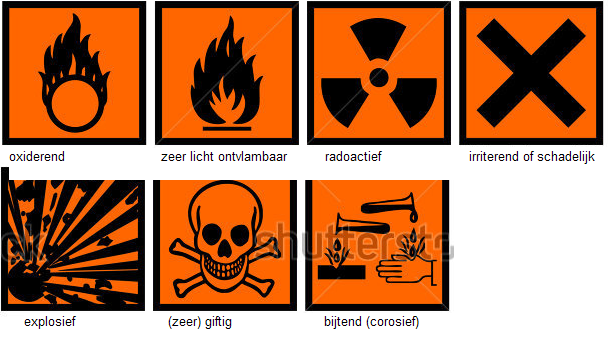 oxiderend
zeer licht ontvlambaar
radoactief
irriterend of schadelijk
explosief
(zeer) giftig
bijtend (corosief)